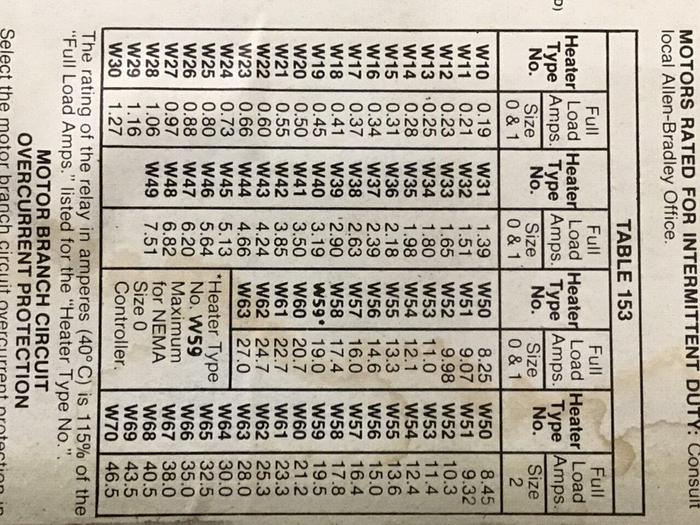 MOTORS RATED FOR INTERMITTENT DUTY: Consult
local Allen-Bradley Office.
D)
TABLE 153
Full Full Full Full
Heater Load Heater Load Heater Load Heater Load
Type Amps. Type Amps. Type Amps. Type Amps.
No. Size No. Size No. Size No. Size
0 & 1 0 & 1 0 & 1 2
W10 0.19 W31 1.39 W50 8.25 W50 8.45
W11 0.21 W32 1.51 W51 9.07 W51 9.32
W12 0.23 W33 1.65 W52 9.98 W52 10.3
W13 0.25 W34 1.80 W53 11.0 W53 11.4
W14 0.28 W35 1.98 W54 12.1 W54 12.4
W15 0.31 W36 2.18 W55 13.3 W55 13.6
W16 0.34 W37 2.39 W56 14.6 W56 15.0
W17 0.37 W38 2.63 W57 16.0 W57 16.4
W18 0.41 W39 2.90 W58 17.4 W58 17.8
W19 0.45 W40 3.19 W59* 19.0 W59 19.5
W20 0.50 W41 3.50 W60 20.7 W60 21.2
W21 0.55 W42 3.85 W61 22.7 W61 23.3
W22 0.60 W43 4.24 W62 24.7 W62 25.3
W23 0.66 W44 4.66 W63 27.0 W63 28.0
W24 0.73 W45 5.13 W64 30.0
W25 0.80 W46 5.64 *Heater Type W65 32.5
W26 0.88 W47 6.20 No. W59 W66 35.0
W27 0.97 W48 6.82 Maximum W67 38.0
W28 1.06 W49 7.51 for NEMA W68 40.5
W29 1.16 Size 0 W69 43.5
W30 1.27 Controller. W70 46.5
The rating of the relay in amperes (40°C) is 115% of the
"Full Load Amps." listed for the "Heater Type No."
MOTOR BRANCH CIRCUIT
OVERCURRENT PROTECTION
Select the motor branch circuit overcurrent protection in